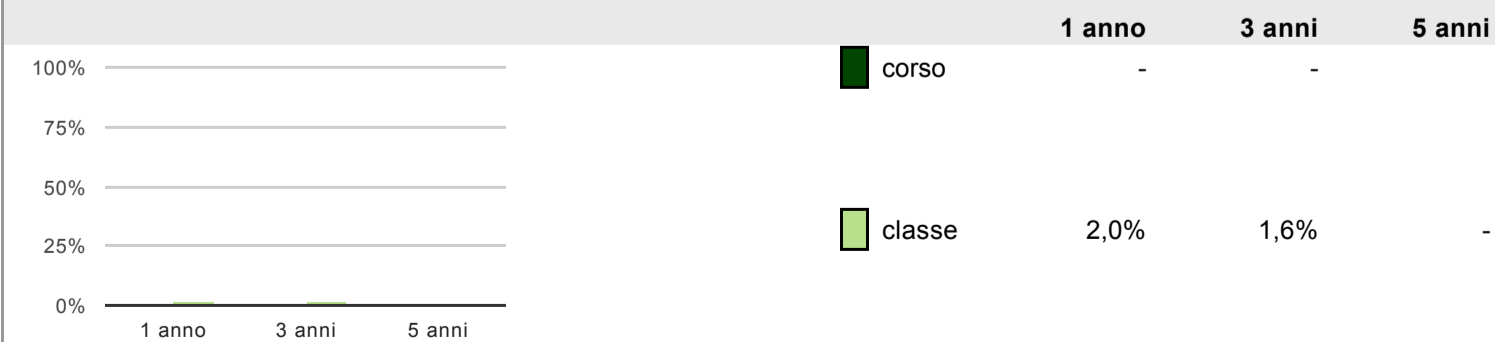 1 anno 3 anni 5 anni
100%
75%
50%
25%
0%
1 anno 3 anni 5 anni
corso - -
classe 2,0% 1,6% -